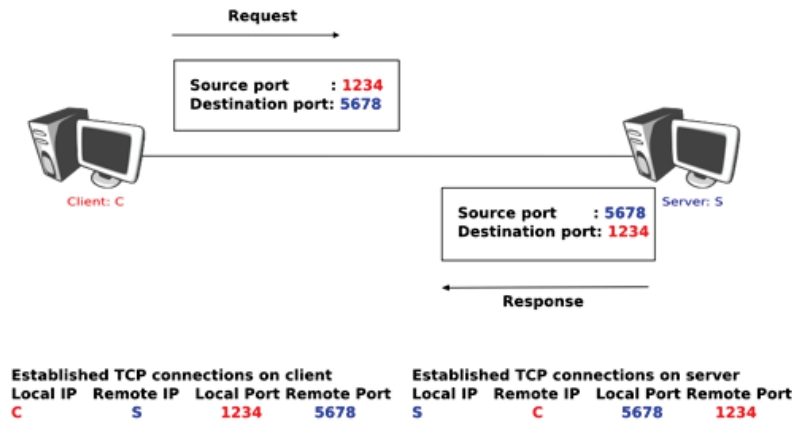 Request
Source port : 1234
Destination port: 5678
Client: C
Server: S
Source port : 5678
Destination port: 1234
Response
Established TCP connections on client
Local IP Remote IP Local Port Remote Port
C S 1234 5678
Established TCP connections on server
Local IP Remote IP Local Port Remote Port
S C 5678 1234